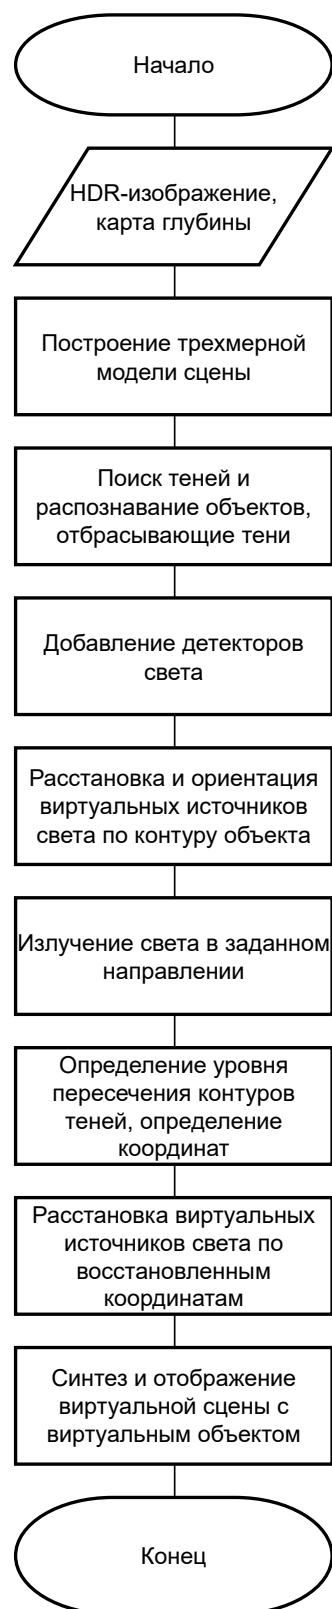 Начало
HDR-изображение,
карта глубины
Построение трехмерной
модели сцены
Поиск теней и
распознавание объектов,
отбрасывающие тени
Добавление детекторов
света
Расстановка и ориентация
виртуальных источников
света по контуру объекта
Излучение света в заданном
направлении
Определение уровня
пересечения контуров
теней, определение
координат
Расстановка виртуальных
источников света по
восстановленным
координатам
Синтез и отображение
виртуальной сцены с
виртуальным объектом
Конец